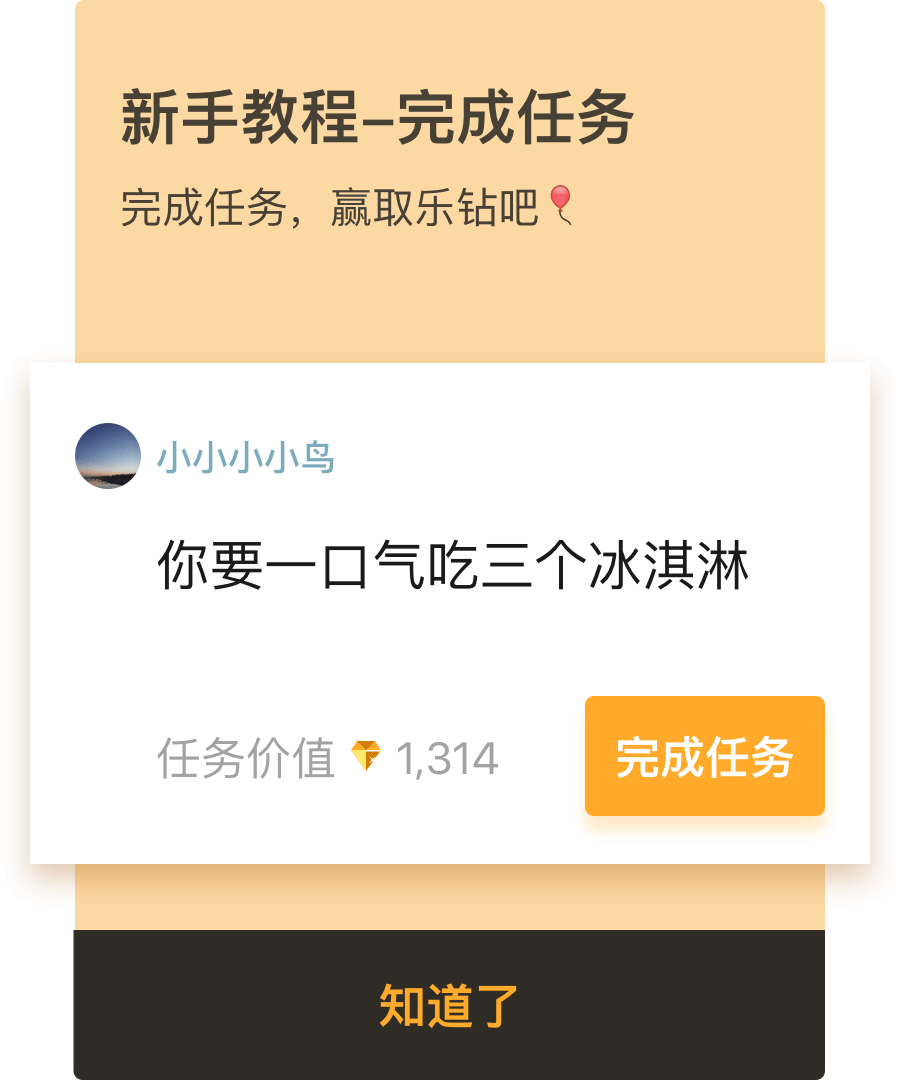 新手教程–完成任务
完成任务，赢取乐钻吧🎈
小小小小鸟
你要一口气吃三个冰淇淋
任务价值 1,314
完成任务
知道了